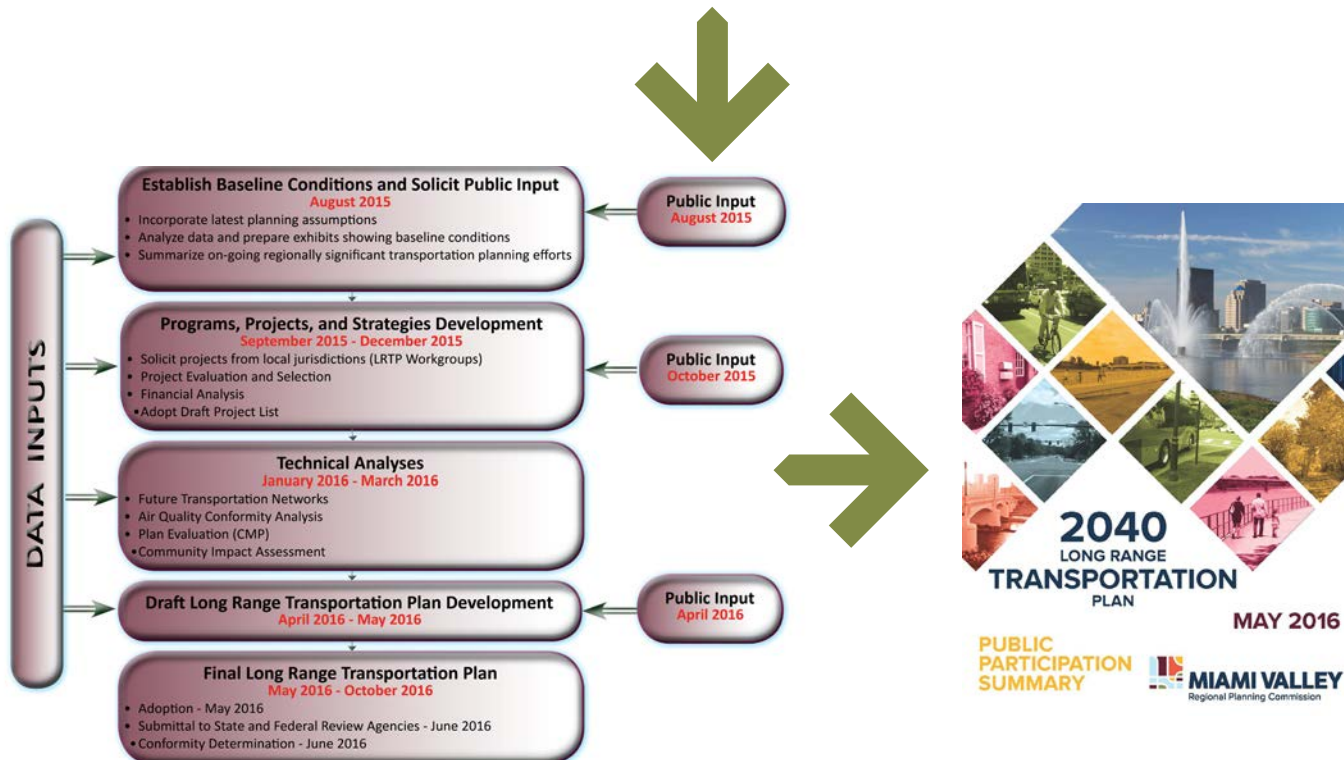 Establish Baseline Conditions and Solicit Public Input
August 2015
• Incorporate latest planning assumptions
• Analyze data and prepare exhibits showing baseline conditions
• Summarize on-going regionally significant transportation planning efforts
Public Input
August 2015
Programs, Projects, and Strategies Development
September 2015 - December 2015
• Solicit projects from local jurisdictions (LRTP Workgroups)
• Project Evaluation and Selection
• Financial Analysis
• Adopt Draft Project List
Public Input
October 2015
Technical Analyses
January 2016 - March 2016
• Future Transportation Networks
• Air Quality Conformity Analysis
• Plan Evaluation (CMP)
• Community Impact Assessment
Draft Long Range Transportation Plan Development
April 2016 - May 2016
Public Input
April 2016
Final Long Range Transportation Plan
May 2016 - October 2016
• Adoption - May 2016
• Submittal to State and Federal Review Agencies - June 2016
• Conformity Determination - June 2016
DATA INPUTS
2040
LONG RANGE
TRANSPORTATION
PLAN
MAY 2016
PUBLIC
PARTICIPATION
SUMMARY
MIAMI VALLEY
Regional Planning Commission